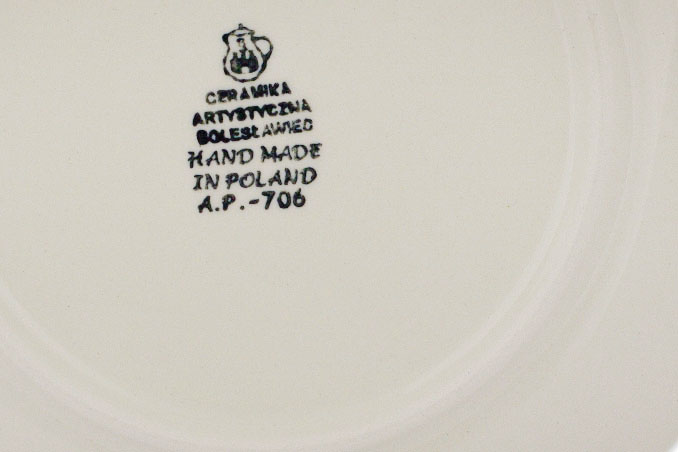 CERAMIKA
ARTYSTYCZNA
BOLESŁAWIEC
HAND MADE
IN POLAND
A.P.-706